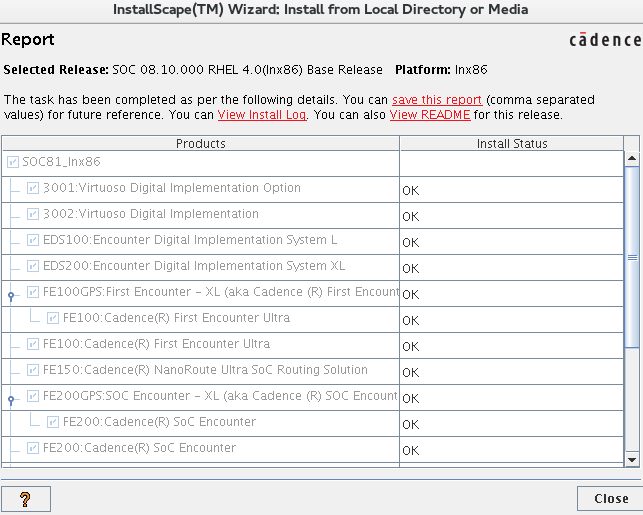 InstallScape(TM) Wizard: Install from Local Directory or Media
Report
cādence
Selected Release: SOC 08.10.000 RHEL 4.0(lnx86) Base Release Platform: lnx86
The task has been completed as per the following details. You can save this report (comma separated
values) for future reference. You can View Install Log. You can also View README for this release.
Products Install Status
SOC81_lnx86
3001:Virtuoso Digital Implementation Option OK
3002:Virtuoso Digital Implementation OK
EDS100:Encounter Digital Implementation System L OK
EDS200:Encounter Digital Implementation System XL OK
FE100GPS:First Encounter - XL (aka Cadence (R) First Encount OK
FE100:Cadence(R) First Encounter Ultra OK
FE100:Cadence(R) First Encounter Ultra OK
FE150:Cadence(R) NanoRoute Ultra SoC Routing Solution OK
FE200GPS:SOC Encounter - XL (aka Cadence (R) SOC Encount OK
FE200:Cadence(R) SoC Encounter OK
FE200:Cadence(R) SoC Encounter OK
? Close